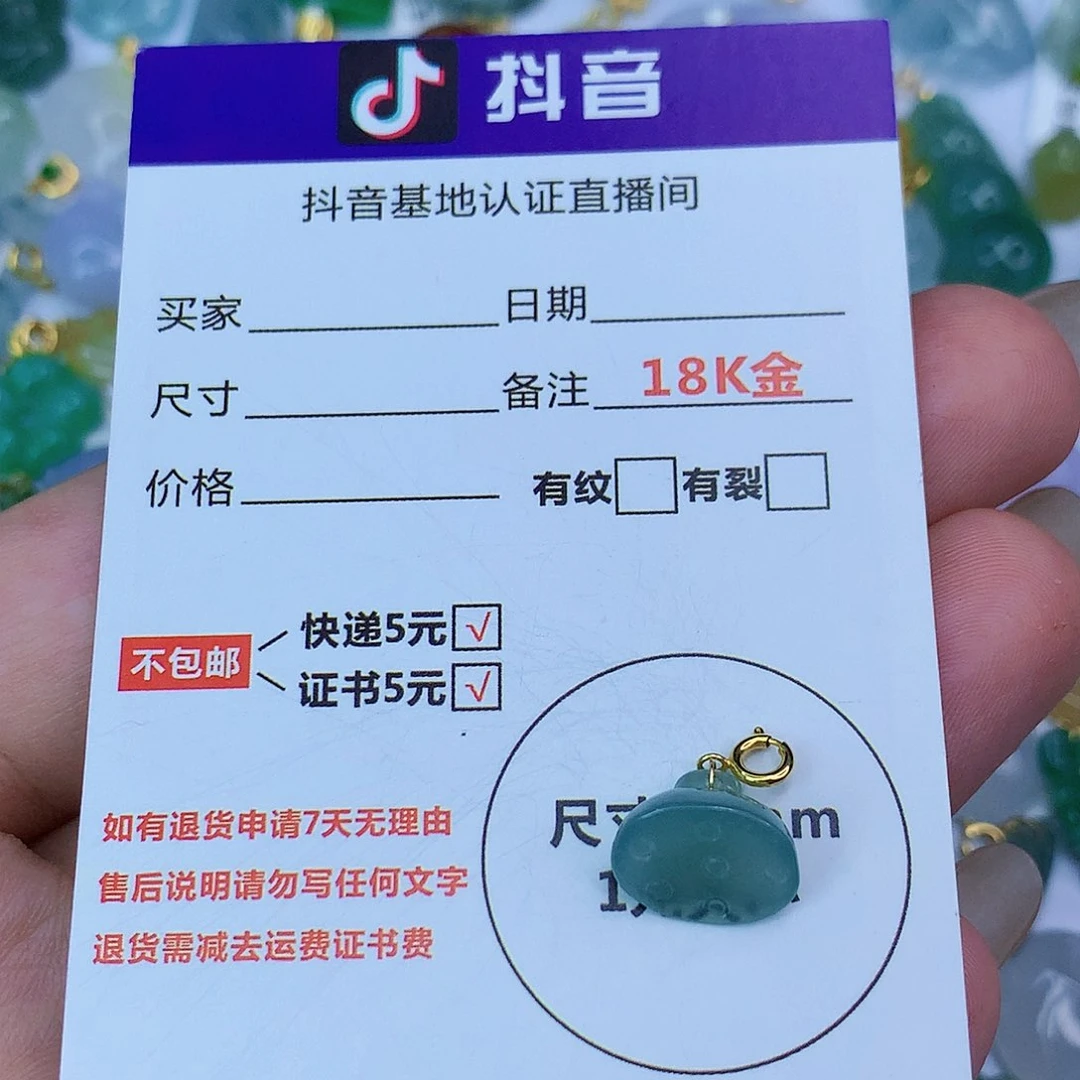 抖音
抖音基地认证直播间
买家 日期
尺寸 备注 18K金
价格 有纹 有裂
快递5元 √
不包邮
证书5元 √
如有退货申请7天无理由
售后说明请勿写任何文字
退货需减去运费证书费
尺寸 m
1